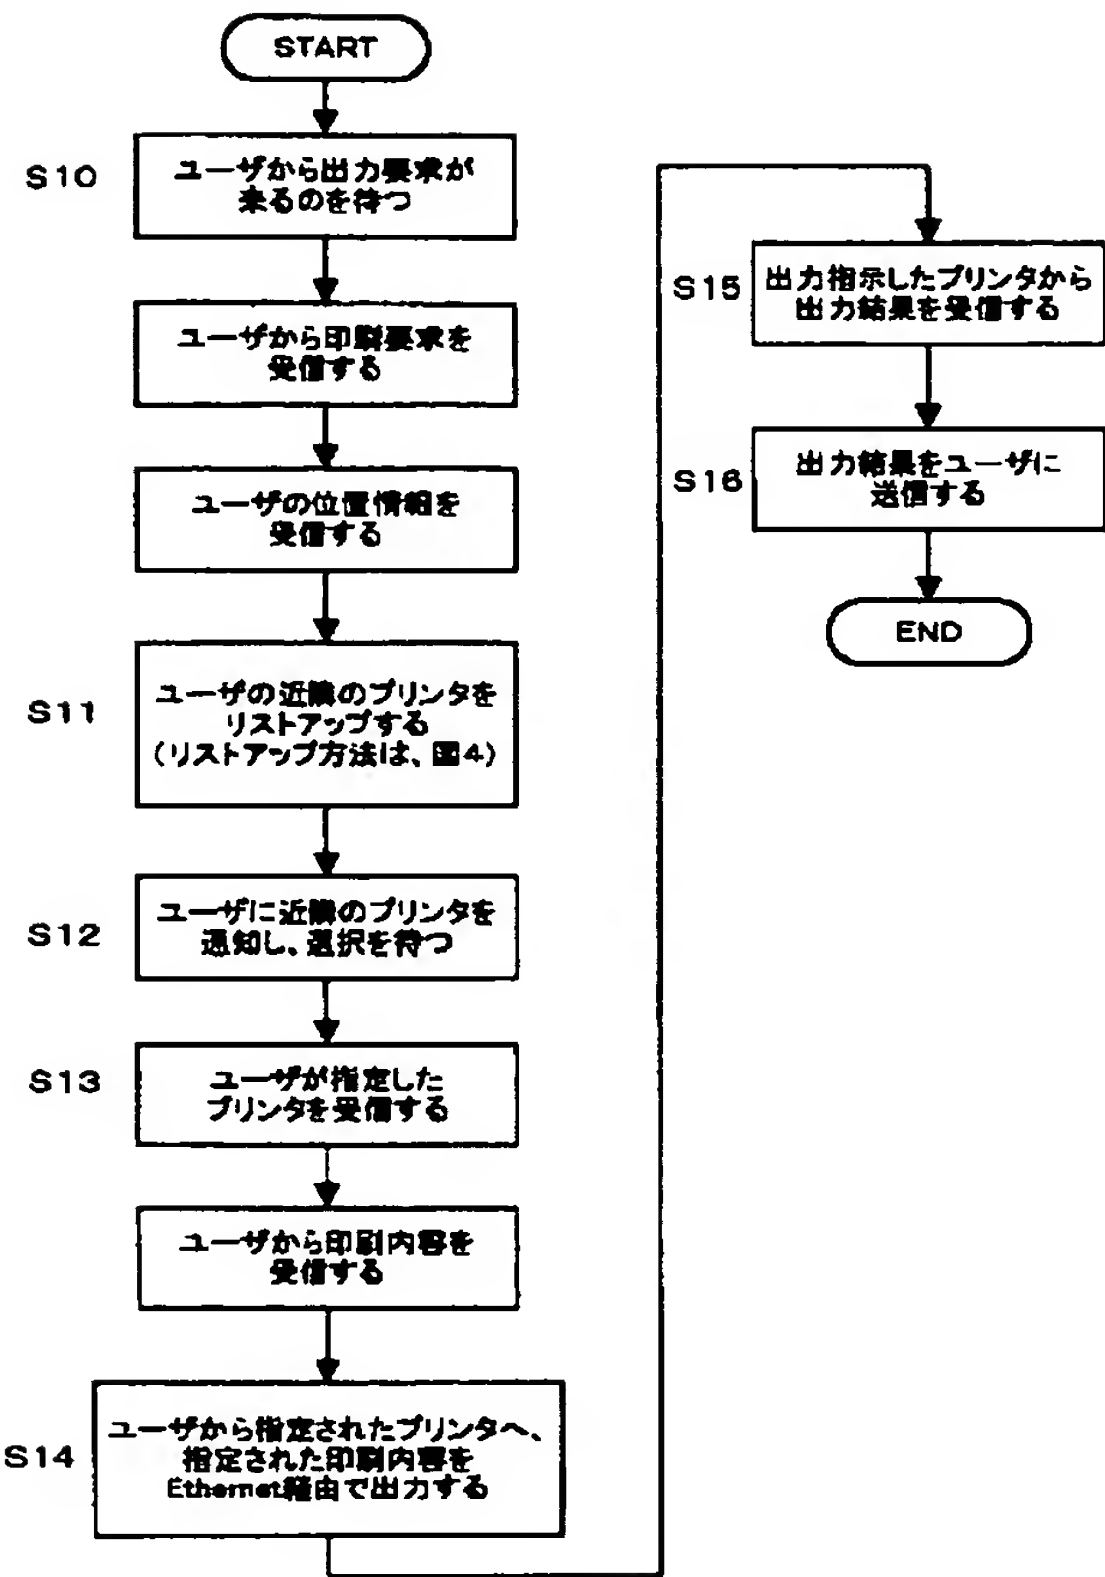 START
S10
ユーザから出力要求が
来るのを待つ
ユーザから印刷要求を
受信する
ユーザの位置情報を
受信する
S11
ユーザの近隣のプリンタを
リストアップする
(リストアップ方法は、図4)
S12
ユーザに近隣のプリンタを
通知し、選択を待つ
S13
ユーザが指定した
プリンタを受信する
ユーザから印刷内容を
受信する
S14
ユーザから指定されたプリンタへ、
指定された印刷内容を
Ethernet経由で出力する
S15
出力指示したプリンタから
出力結果を受信する
S16
出力結果をユーザに
送信する
END